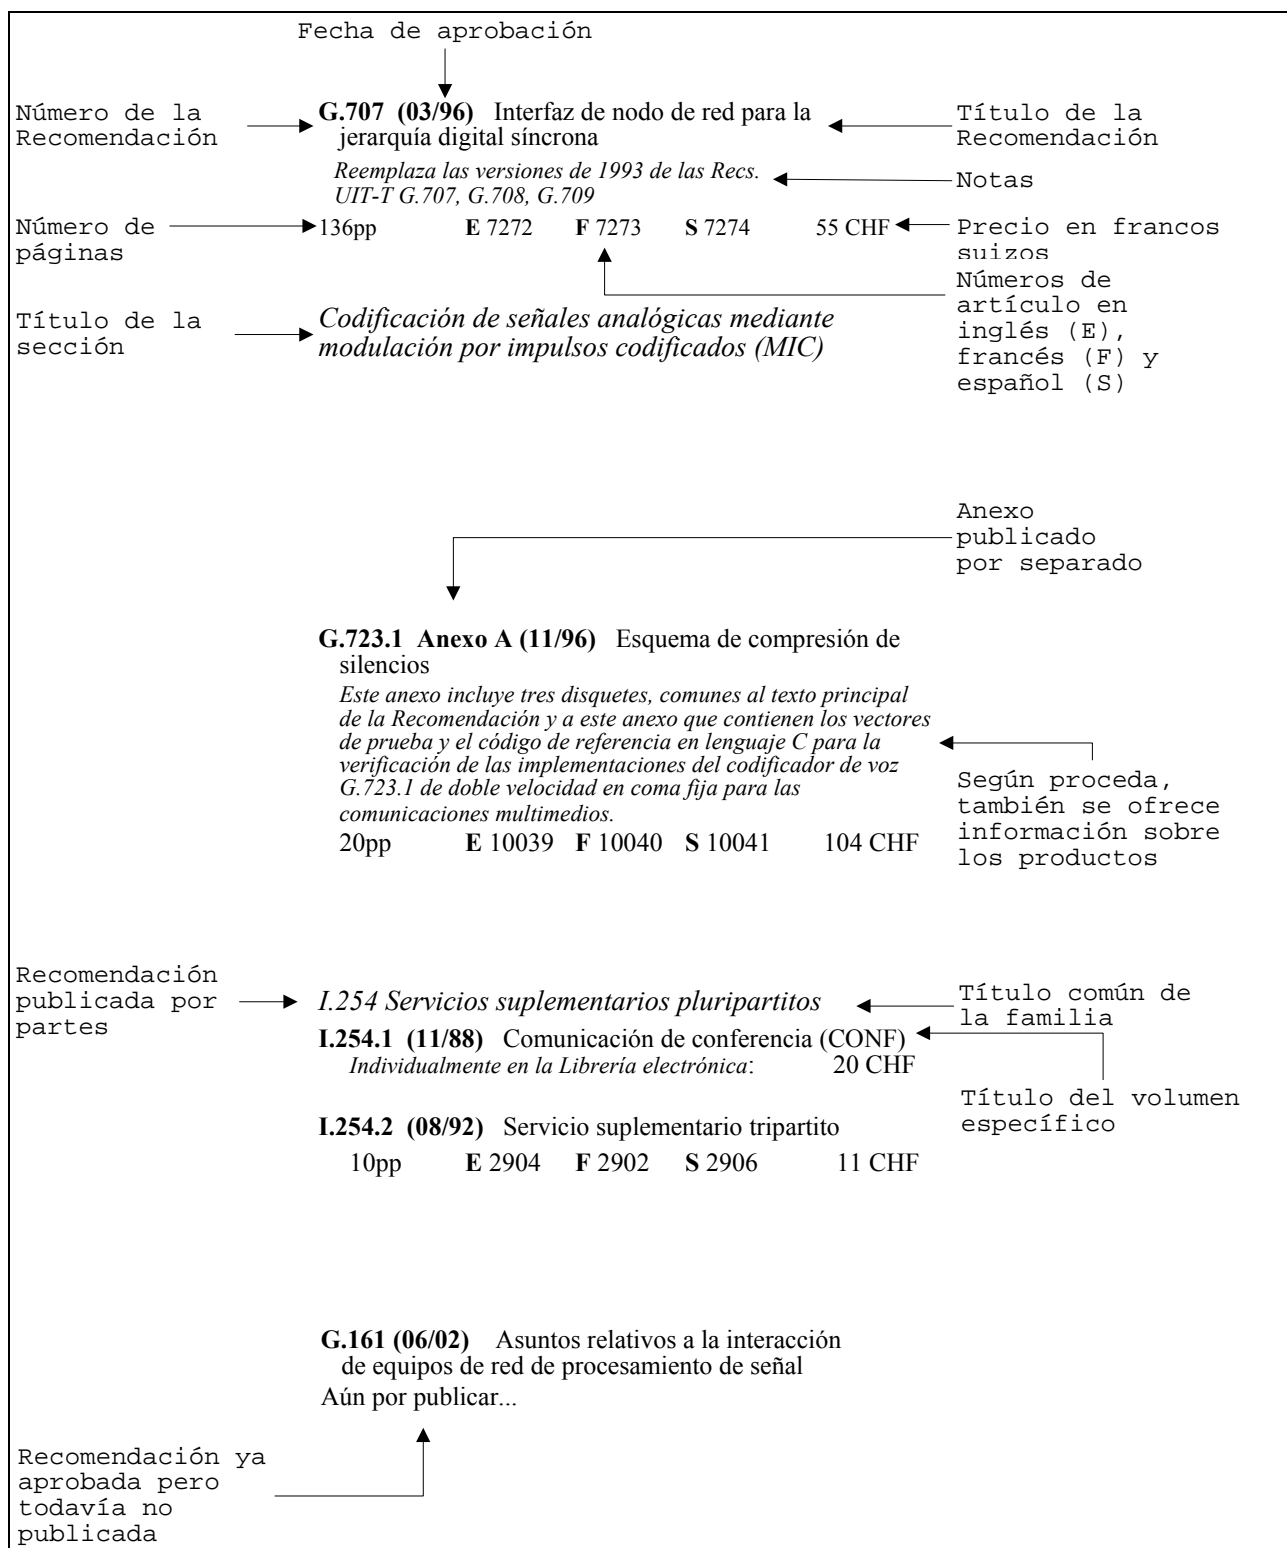 Fecha de aprobación
Número de la
Recomendación
G.707 (03/96) Interfaz de nodo de red para la
jerarquía digital síncrona
Título de la
Recomendación
Reemplaza las versiones de 1993 de las Recs.
UIT-T G.707, G.708, G.709
Notas
Número de
páginas
136pp E 7272 F 7273 S 7274 55 CHF
Precio en francos
suizos
Números de
artículo en
inglés (E),
francés (F) y
español (S)
Título de la
sección
Codificación de señales analógicas mediante
modulación por impulsos codificados (MIC)
Anexo
publicado
por separado
G.723.1 Anexo A (11/96) Esquema de compresión de
silencios
Este anexo incluye tres disquetes, comunes al texto principal
de la Recomendación y a este anexo que contienen los vectores
de prueba y el código de referencia en lenguaje C para la
verificación de las implementaciones del codificador de voz
G.723.1 de doble velocidad en coma fija para las
comunicaciones multimedios.
20pp E 10039 F 10040 S 10041 104 CHF
Según proceda,
también se ofrece
información sobre
los productos
Recomendación
publicada por
partes
I.254 Servicios suplementarios pluripartitos
Título común de
la familia
I.254.1 (11/88) Comunicación de conferencia (CONF)
Individualmente en la Librería electrónica: 20 CHF
Título del volumen
específico
I.254.2 (08/92) Servicio suplementario tripartito
10pp E 2904 F 2902 S 2906 11 CHF
G.161 (06/02) Asuntos relativos a la interacción
de equipos de red de procesamiento de señal
Aún por publicar...
Recomendación ya
aprobada pero
todavía no
publicada